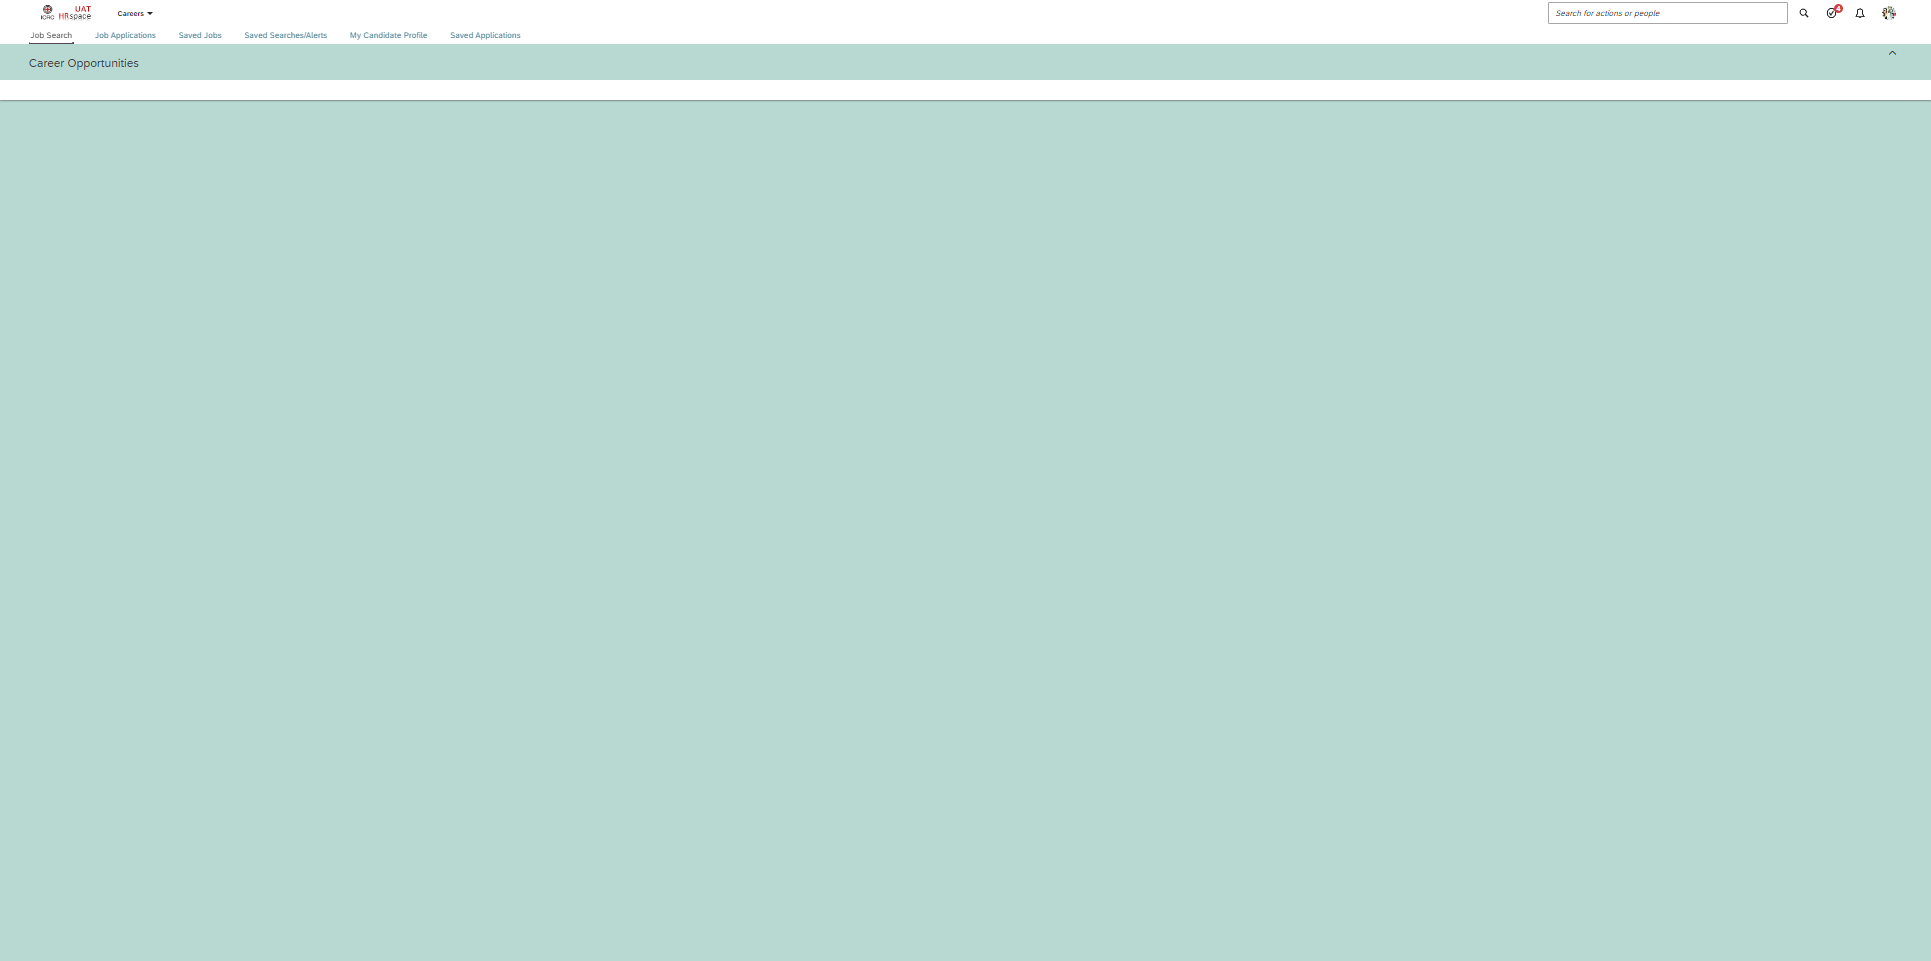 ICRC
UAT
HRspace
Careers
Search for actions or people
4
Job Search
Job Applications
Saved Jobs
Saved Searches/Alerts
My Candidate Profile
Saved Applications
Career Opportunities